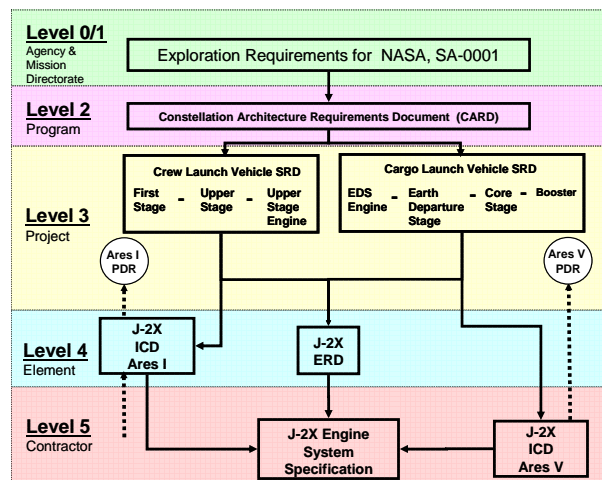 Level 0/1
Agency &
Mission
Directorate
Exploration Requirements for NASA, SA-0001
Level 2
Program
Constellation Architecture Requirements Document (CARD)
Level 3
Project
Crew Launch Vehicle SRD
First
Stage
-
Upper
Stage
-
Upper
Stage
Engine
Cargo Launch Vehicle SRD
EDS
Engine
-
Earth
Departure
Stage
-
Core
Stage
-
Booster
Ares I
PDR
Ares V
PDR
Level 4
Element
J-2X
ICD
Ares I
J-2X
ERD
Level 5
Contractor
J-2X Engine
System
Specification
J-2X
ICD
Ares V